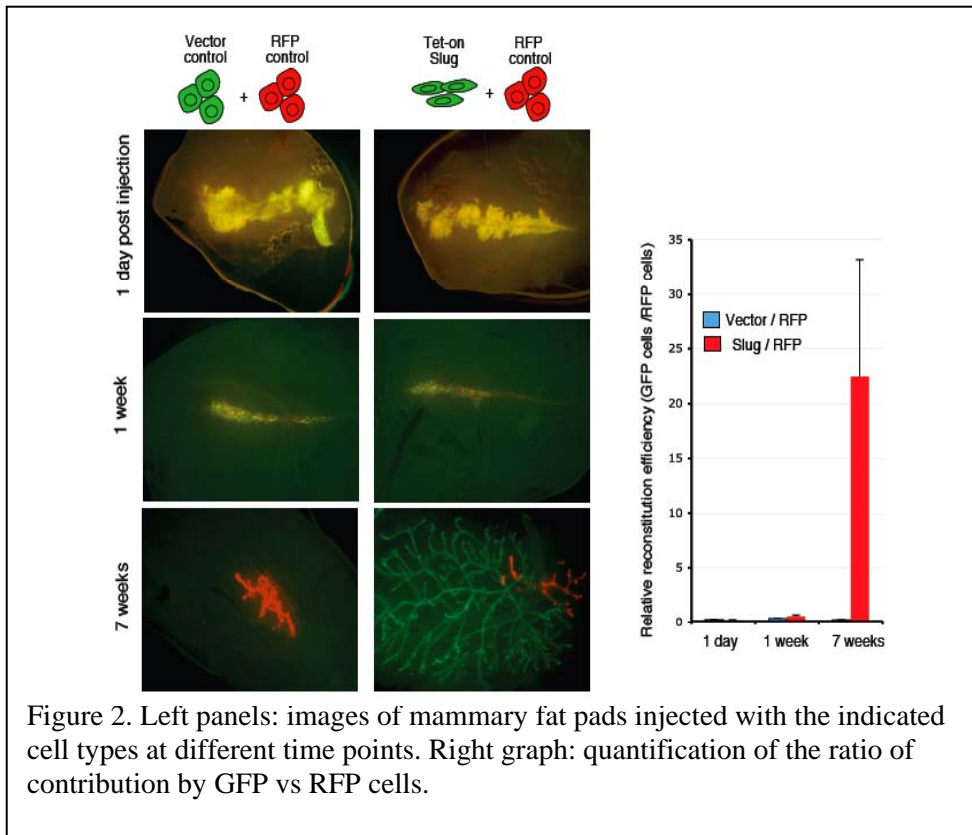 Vector
control
+
RFP
control
Tet-on
Slug
+
RFP
control
1 day post injection
1 week
7 weeks
Relative reconstitution efficiency (GFP cells /RFP cells)
35
30
25
20
15
10
5
0
Vector / RFP
Slug / RFP
1 day
1 week
7 weeks
Figure 2. Left panels: images of mammary fat pads injected with the indicated
cell types at different time points. Right graph: quantification of the ratio of
contribution by GFP vs RFP cells.